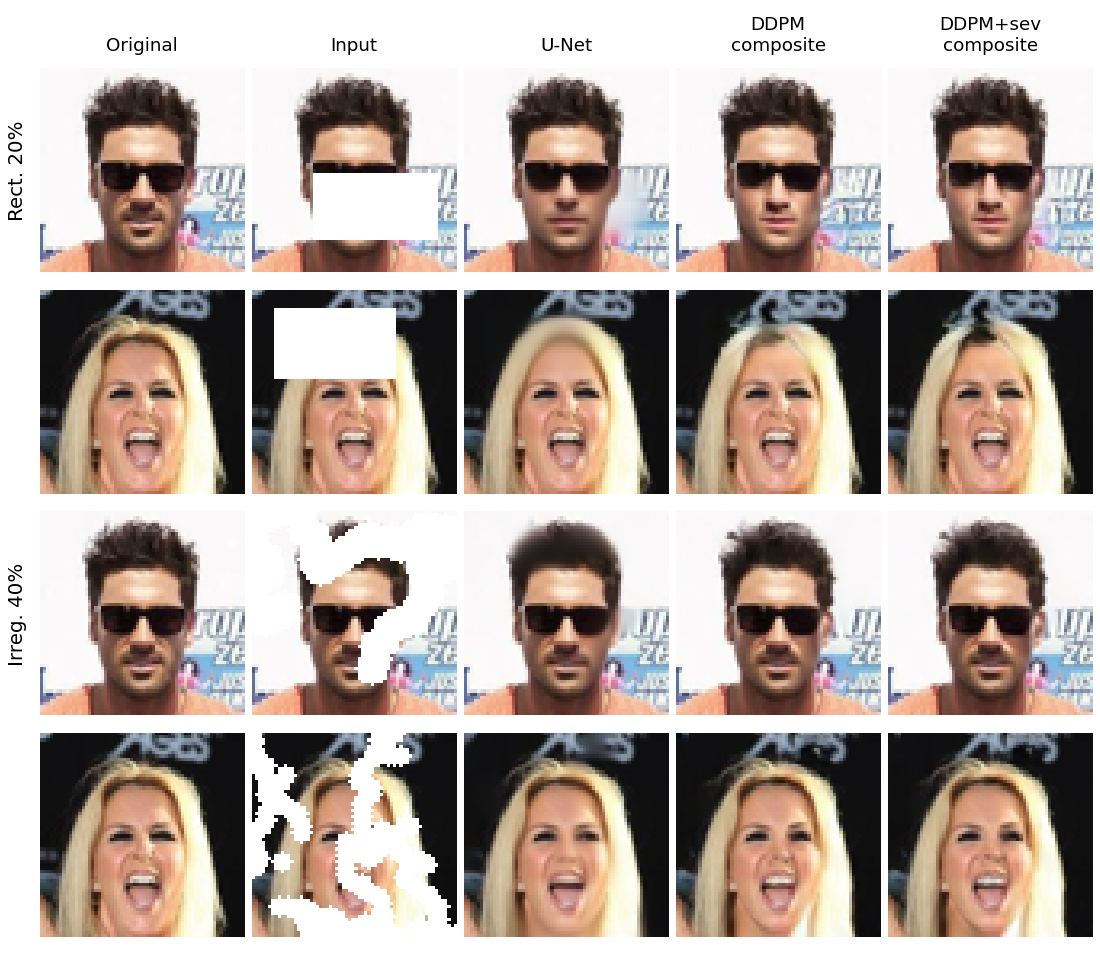 Original
Input
U-Net
DDPM
composite
DDPM+sev
composite
Rect. 20%
Irreg. 40%